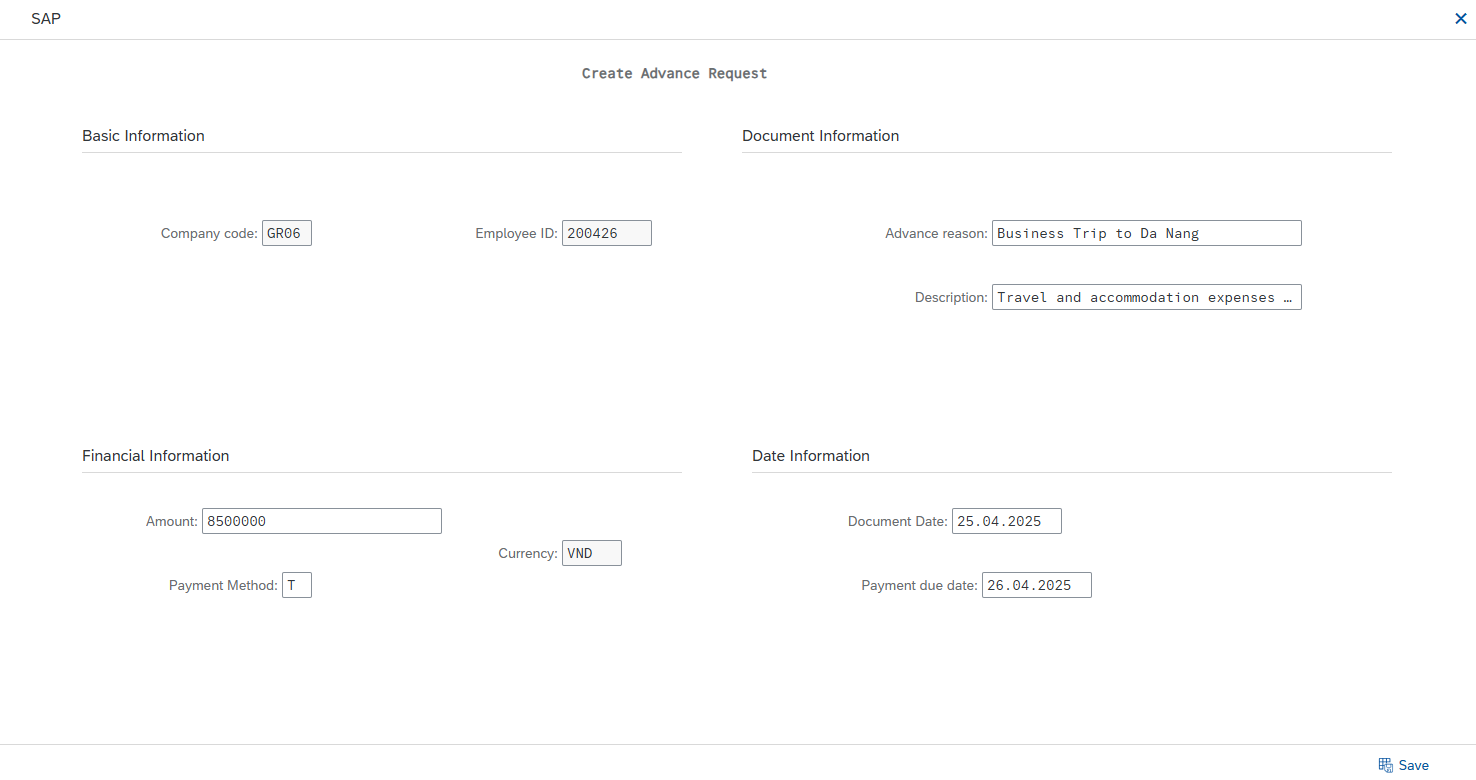 SAP
Create Advance Request
Basic Information
Document Information
Company code: GR06
Employee ID: 200426
Advance reason: Business Trip to Da Nang
Description: Travel and accommodation expenses …
Financial Information
Date Information
Amount: 8500000
Document Date: 25.04.2025
Currency: VND
Payment Method: T
Payment due date: 26.04.2025
Save